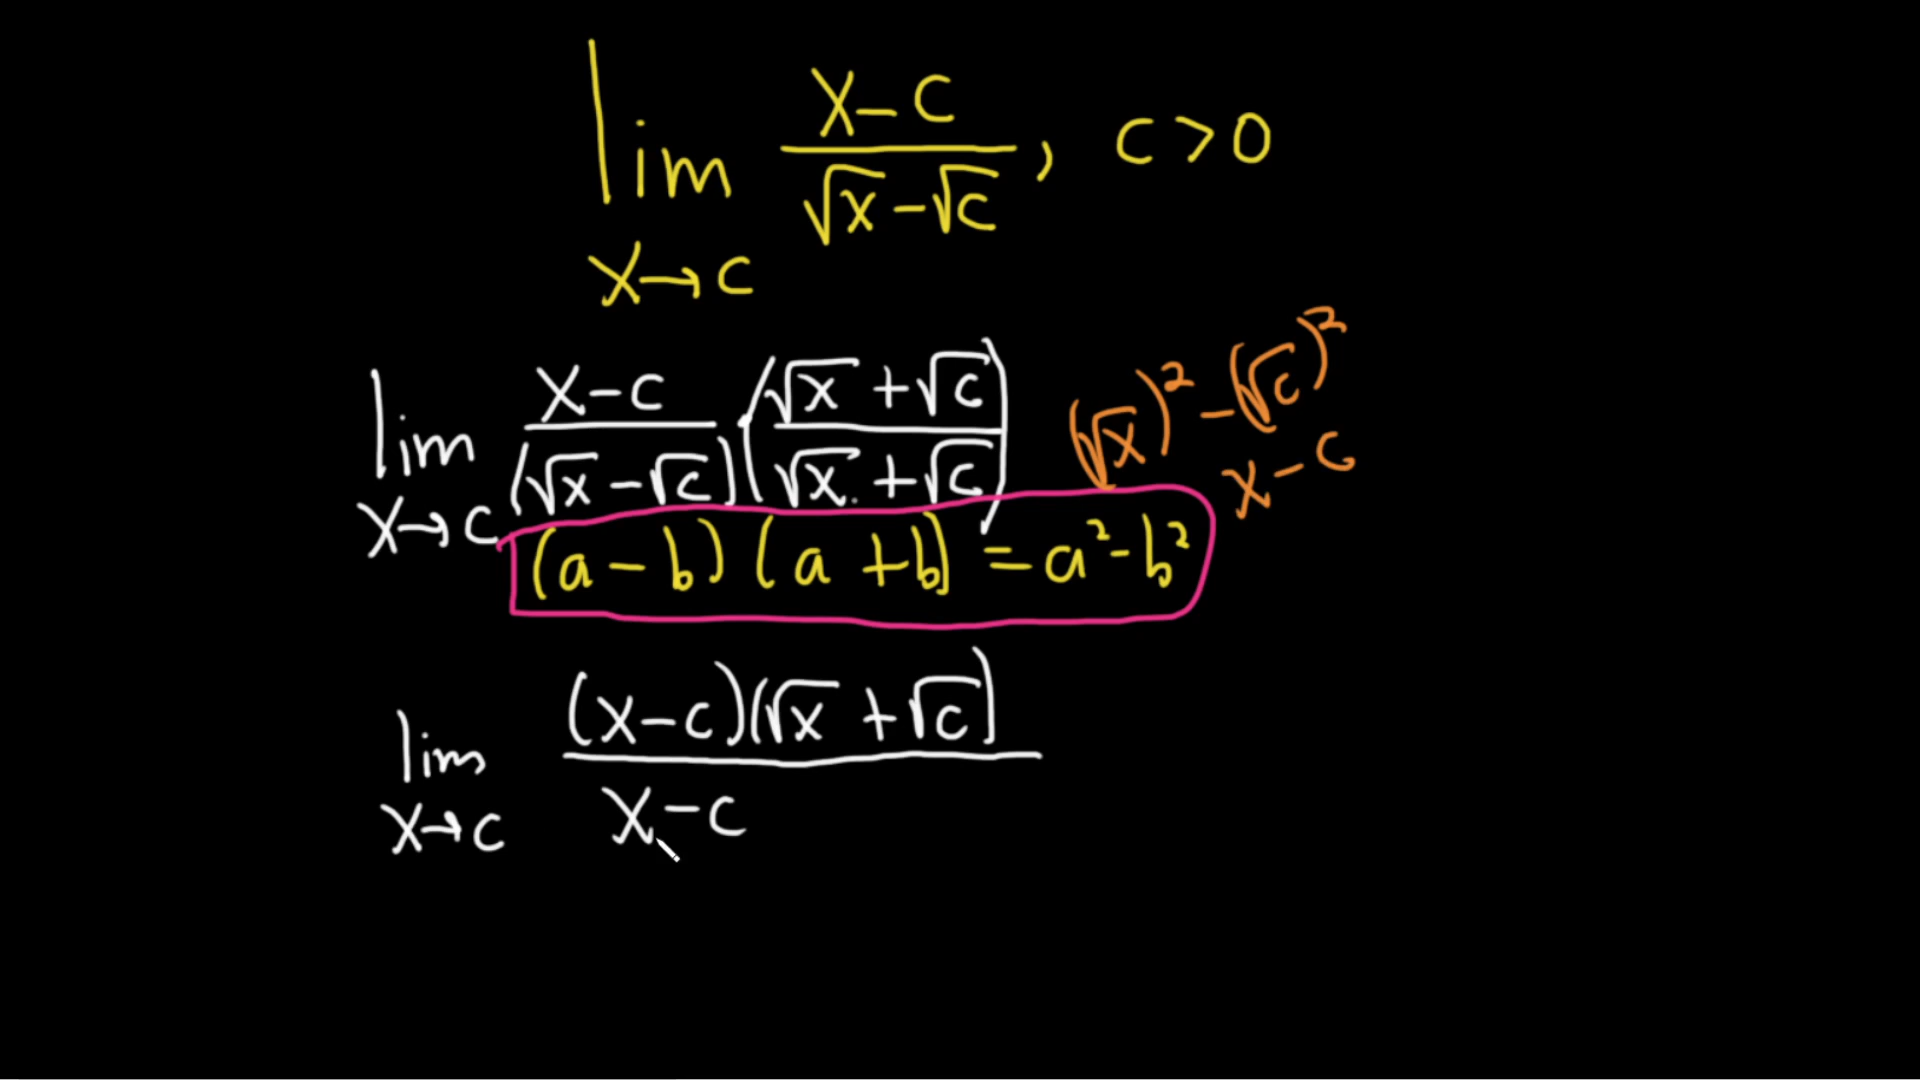 lim x→c (x-c)/(√x-√c), c>0
lim x→c (x-c)/(√x-√c) · (√x+√c)/(√x+√c)
(√x)²-(√c)²
x-c
(a-b)(a+b)=a²-b²
lim x→c (x-c)(√x+√c)/(x-c)